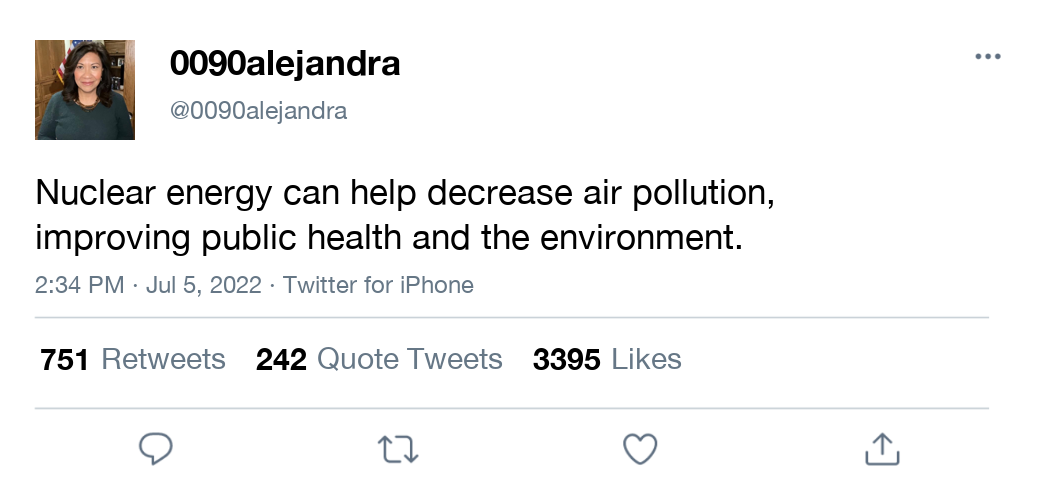 0090alejandra
@0090alejandra
Nuclear energy can help decrease air pollution,
improving public health and the environment.
2:34 PM · Jul 5, 2022 · Twitter for iPhone
751 Retweets 242 Quote Tweets 3395 Likes